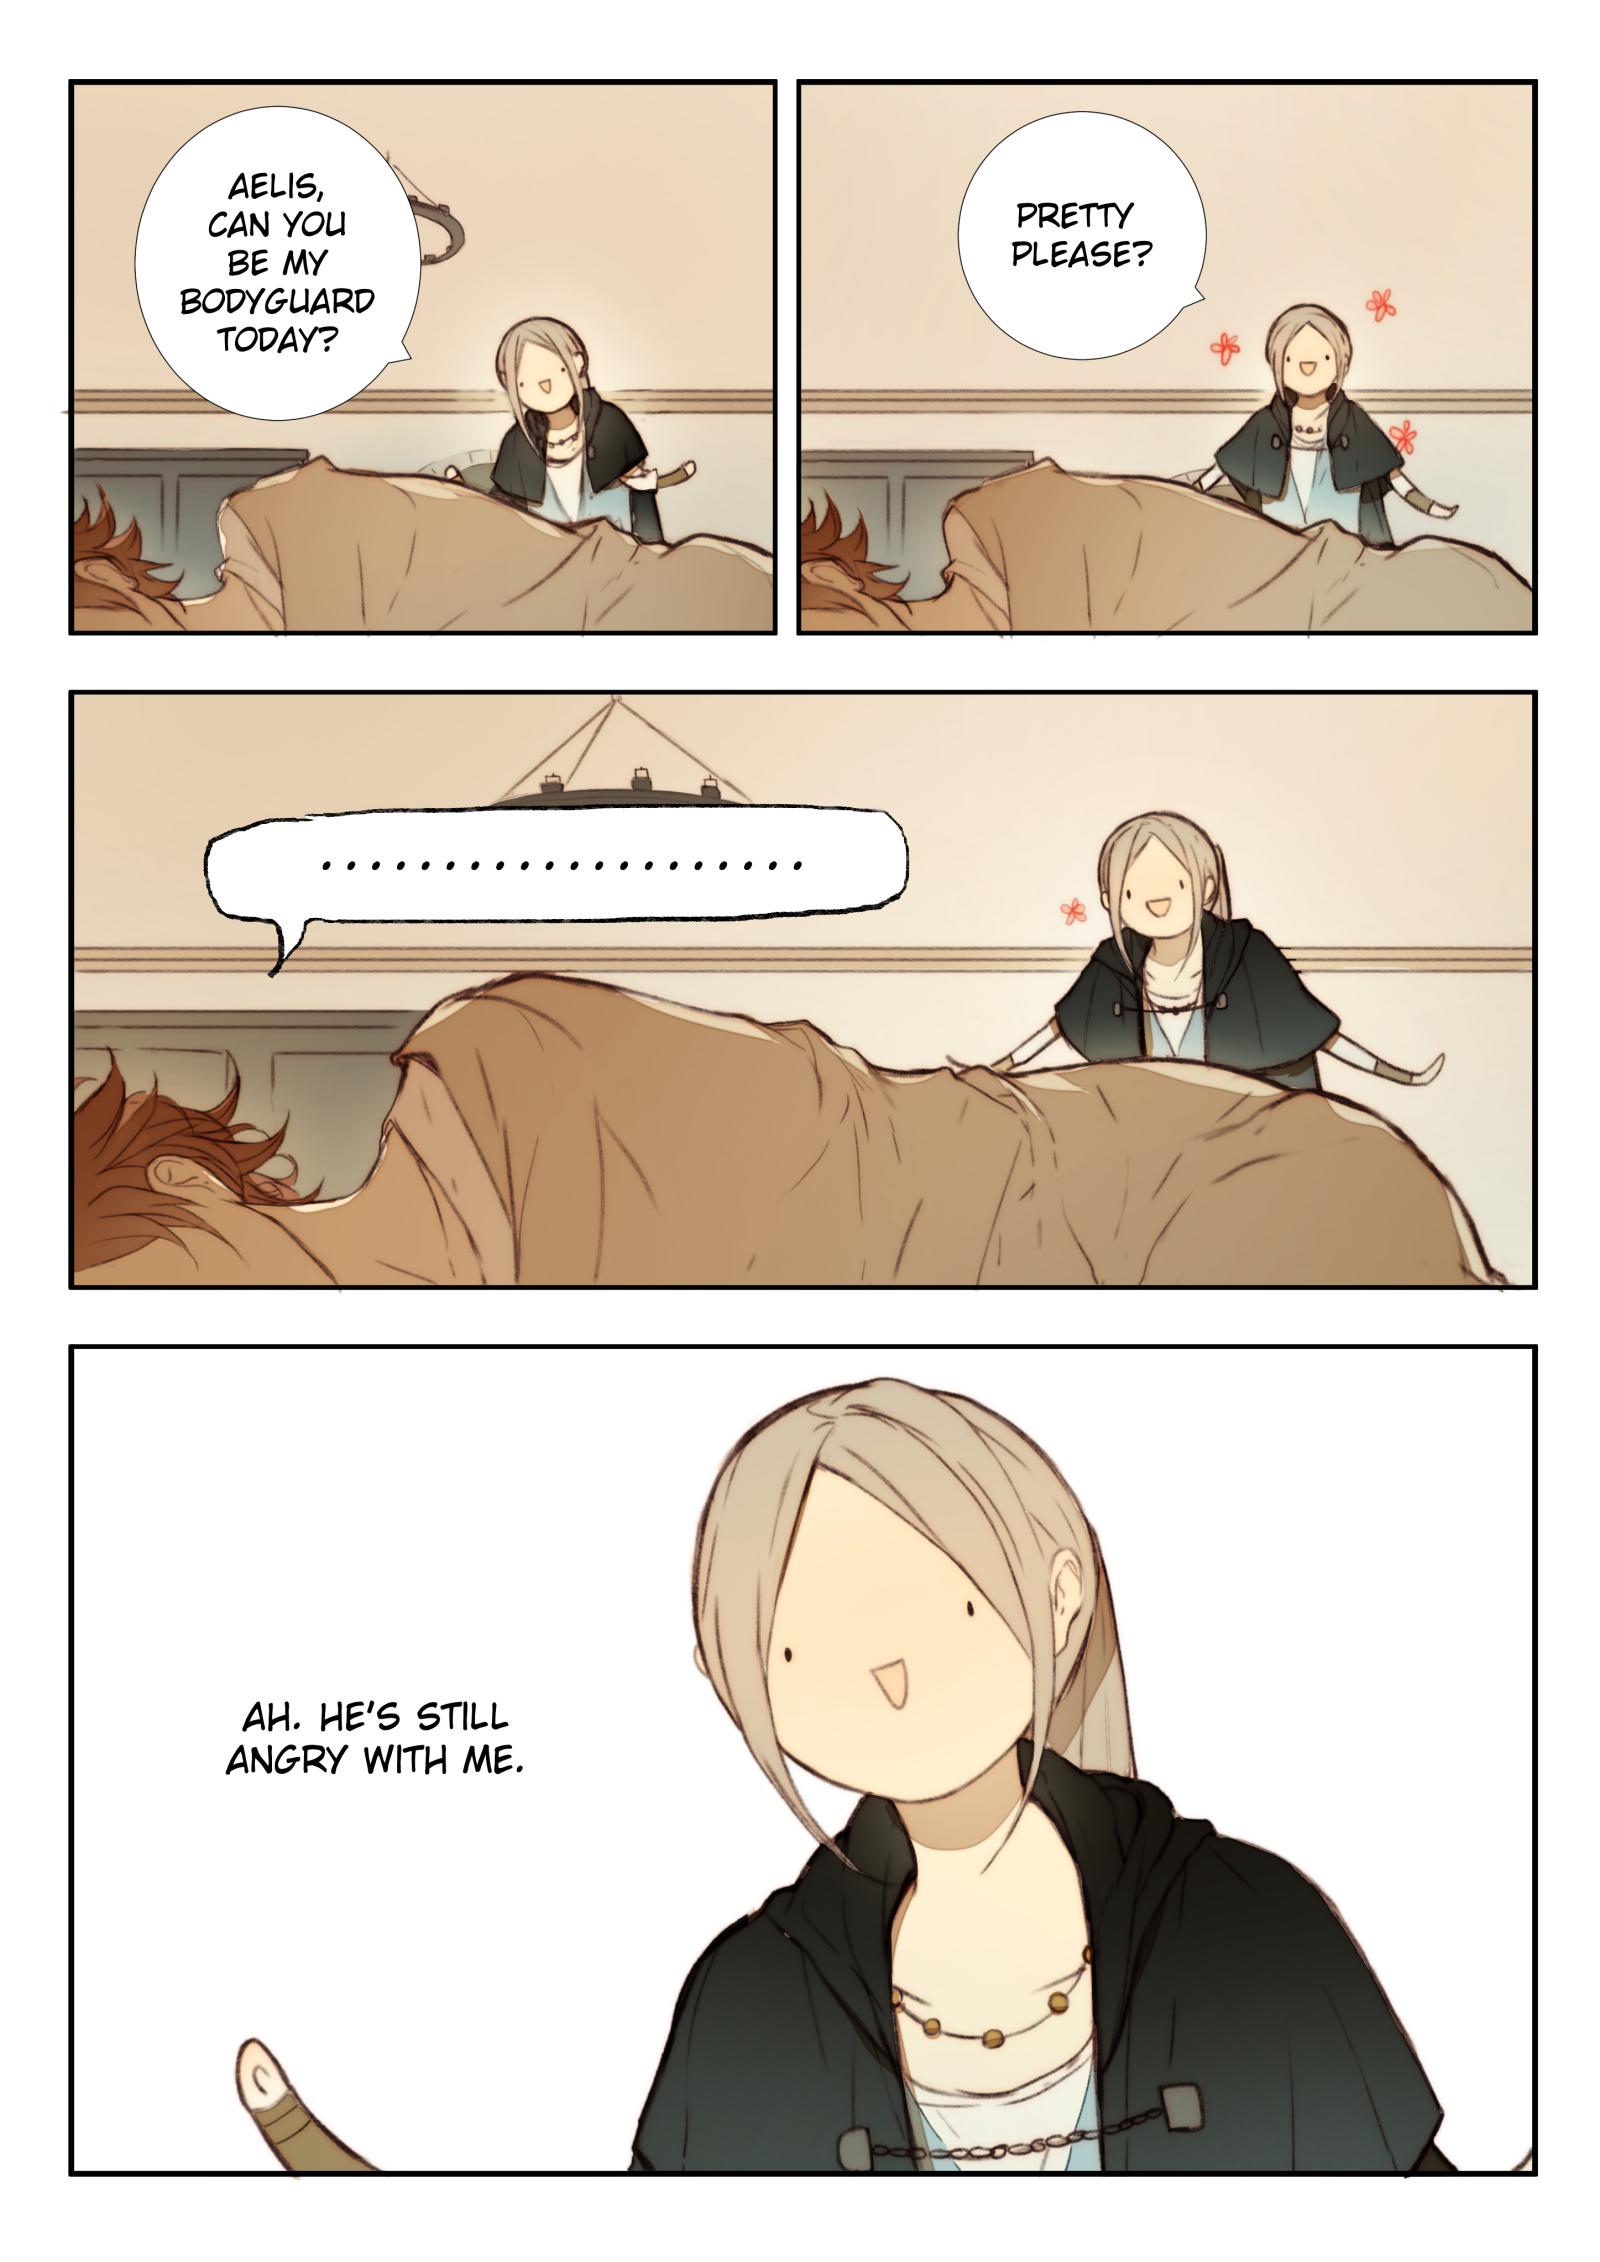 AELIS,
CAN YOU
BE MY
BODYGUARD
TODAY?
PRETTY
PLEASE?
....................
AH. HE'S STILL
ANGRY WITH ME.